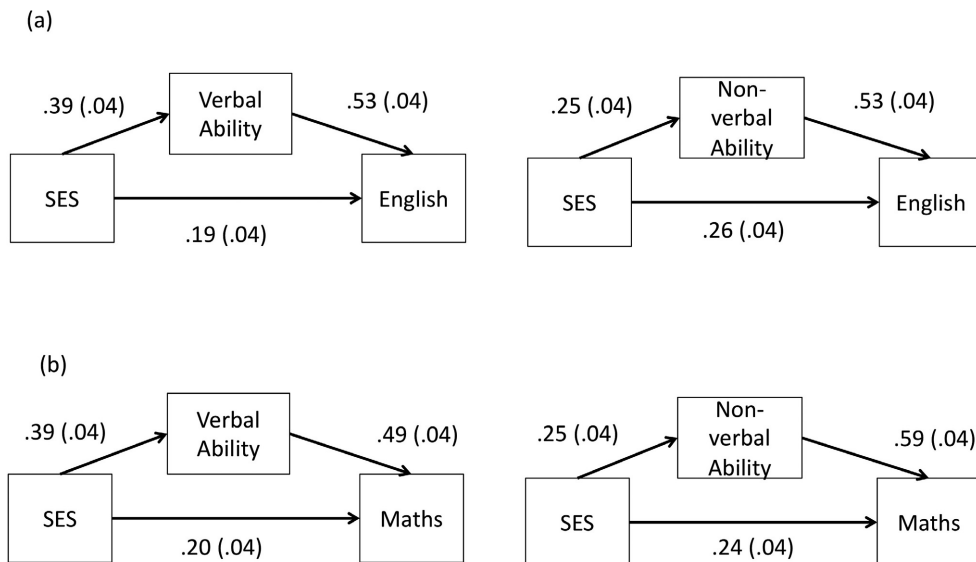 (a)
.39 (.04)
Verbal
Ability
.53 (.04)
SES
English
.19 (.04)
.25 (.04)
Non-
verbal
Ability
.53 (.04)
SES
English
.26 (.04)
(b)
.39 (.04)
Verbal
Ability
.49 (.04)
SES
Maths
.20 (.04)
.25 (.04)
Non-
verbal
Ability
.59 (.04)
SES
Maths
.24 (.04)